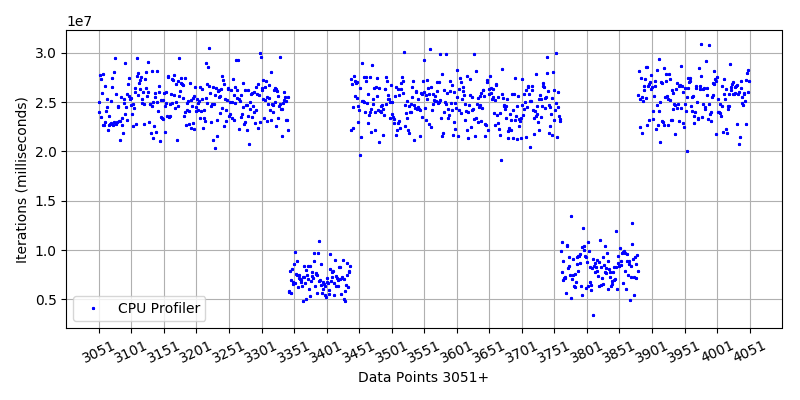 1e7
3.0
2.5
2.0
1.5
1.0
0.5
Iterations (milliseconds)
CPU Profiler
3051 3101 3151 3201 3251 3301 3351 3401 3451 3501 3551 3601 3651 3701 3751 3801 3851 3901 3951 4001 4051
Data Points 3051+